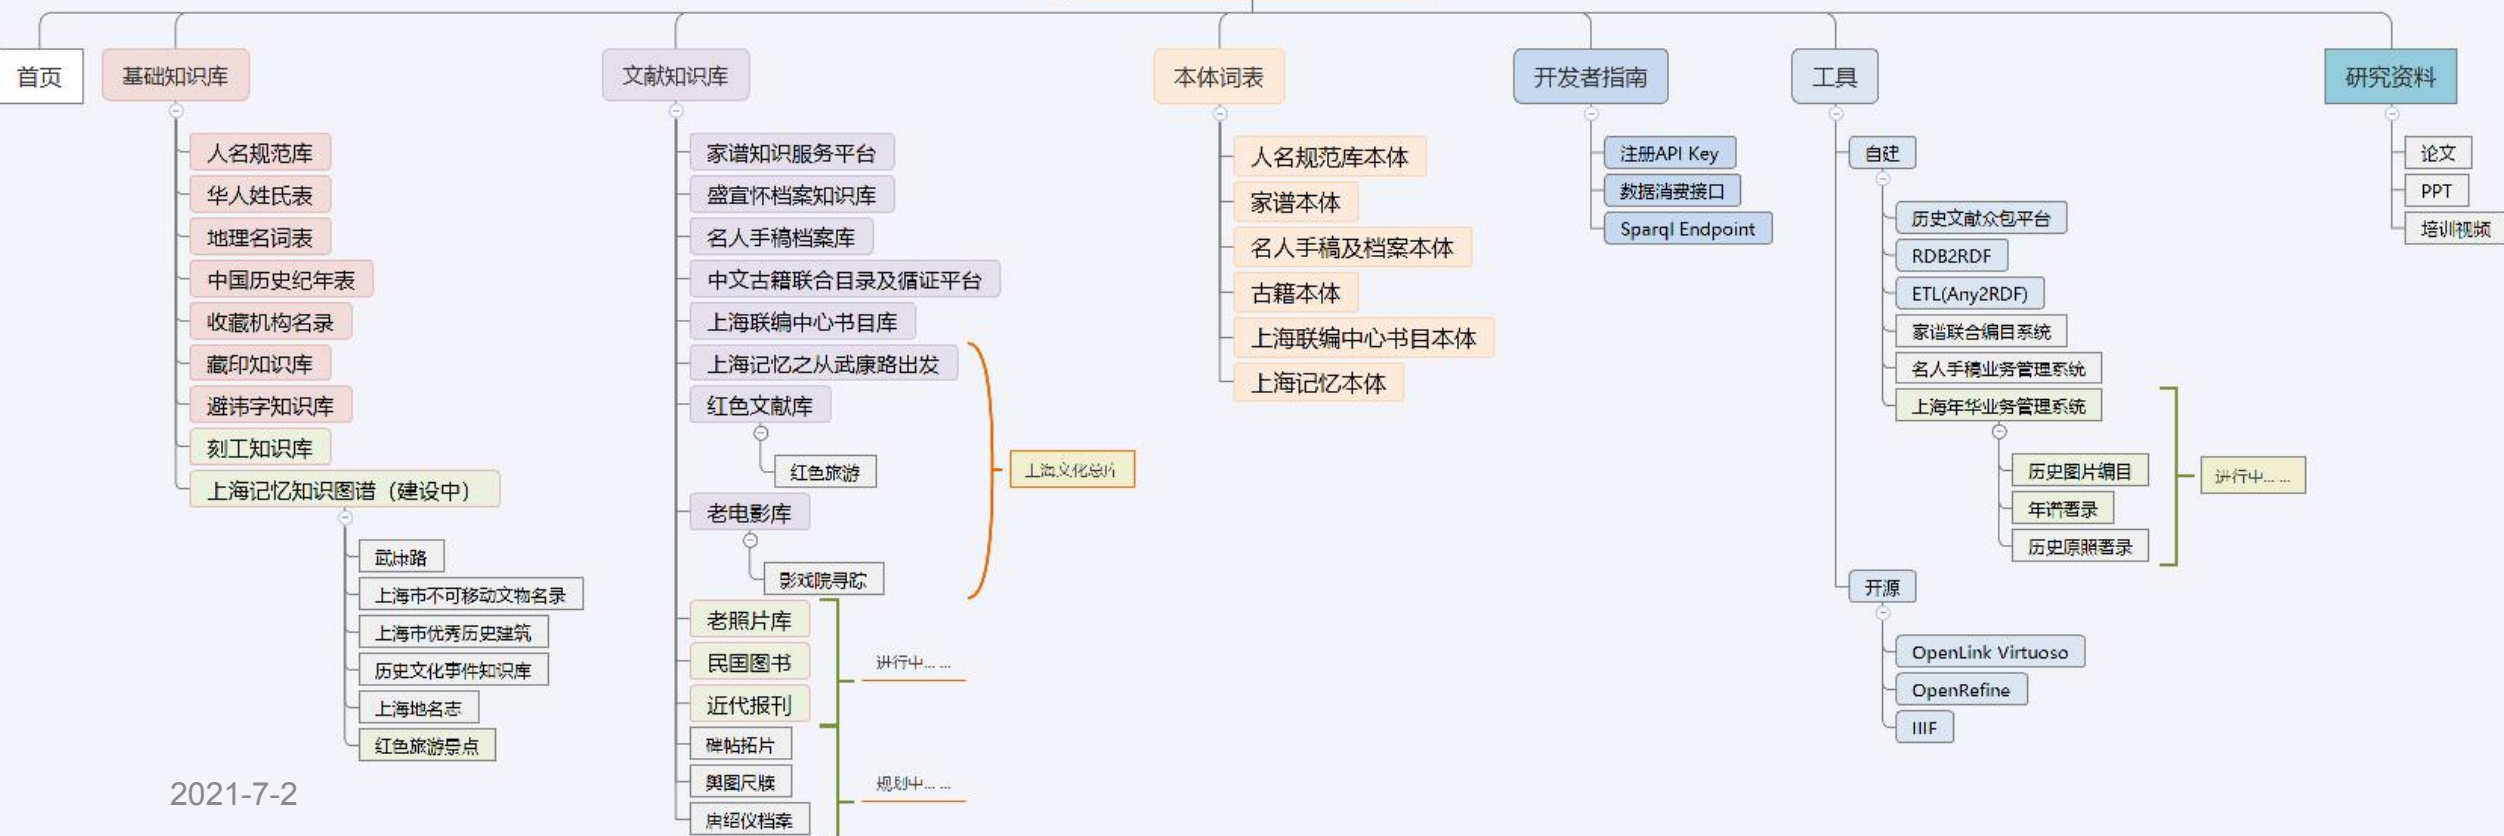 首页
基础知识库
人名规范库
华人姓氏表
地理名词表
中国历史纪年表
收藏机构名录
藏印知识库
避讳字知识库
刻工知识库
上海记忆知识图谱（建设中）
武康路
上海市不可移动文物名录
上海市优秀历史建筑
历史文化事件知识库
上海地名志
红色旅游景点
文献知识库
家谱知识服务平台
盛宣怀档案知识库
名人手稿档案库
中文古籍联合目录及循证平台
上海联编中心书目库
上海记忆之从武康路出发
红色文献库
红色旅游
老电影库
影戏院寻踪
上海文化总库
老照片库
民国图书
近代报刊
进行中... ...
碑帖拓片
舆图尺牍
唐绍仪档案
规划中... ...
本体词表
人名规范库本体
家谱本体
名人手稿及档案本体
古籍本体
上海联编中心书目本体
上海记忆本体
开发者指南
注册API Key
数据消费接口
Sparql Endpoint
工具
自建
历史文献众包平台
RDB2RDF
ETL(Any2RDF)
家谱联合编目系统
名人手稿业务管理系统
上海年华业务管理系统
历史图片编目
年谱著录
历史原照著录
进行中... ...
开源
OpenLink Virtuoso
OpenRefine
IIIF
研究资料
论文
PPT
培训视频
2021-7-2